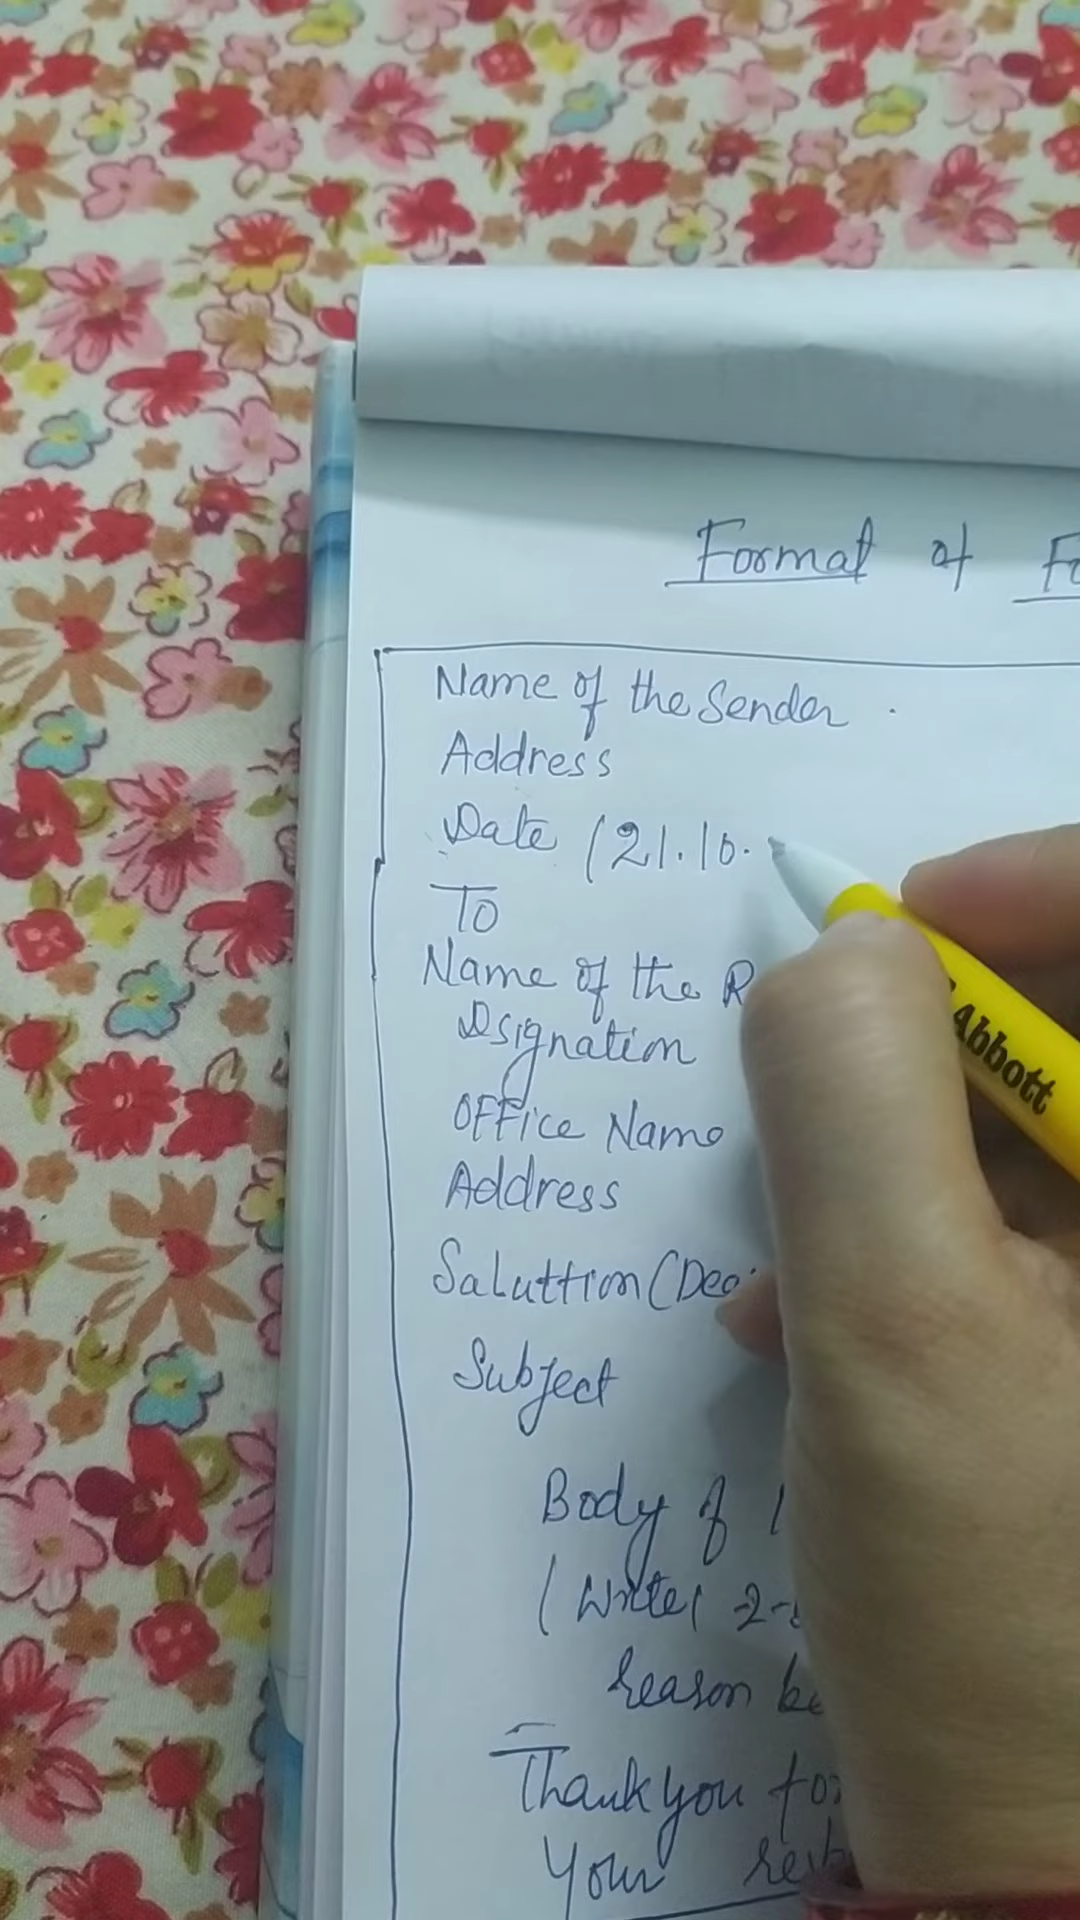 Format of
Name of the Sender .
Address
Date (21.10.
To
Name of the R
Dsignation
Office Name
Address
Saluttion (Dea
Subject
Body of
(Write 2-
reason be
Thank you for
Your
Abbott